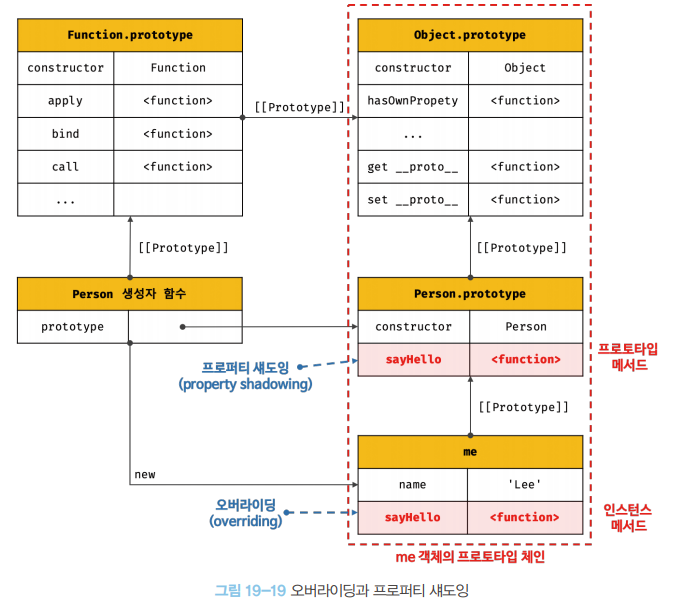 Function.prototype
constructor Function
apply <function>
bind <function>
call <function>
...
[[Prototype]]
Object.prototype
constructor Object
hasOwnPropety <function>
...
get __proto__ <function>
set __proto__ <function>
[[Prototype]]
[[Prototype]]
Person 생성자 함수
prototype
Person.prototype
constructor Person
sayHello <function>
프로퍼티 섀도잉
(property shadowing)
프로토타입
메서드
[[Prototype]]
new
me
name 'Lee'
sayHello <function>
오버라이딩
(overriding)
인스턴스
메서드
me 객체의 프로토타입 체인
그림 19-19 오버라이딩과 프로퍼티 섀도잉